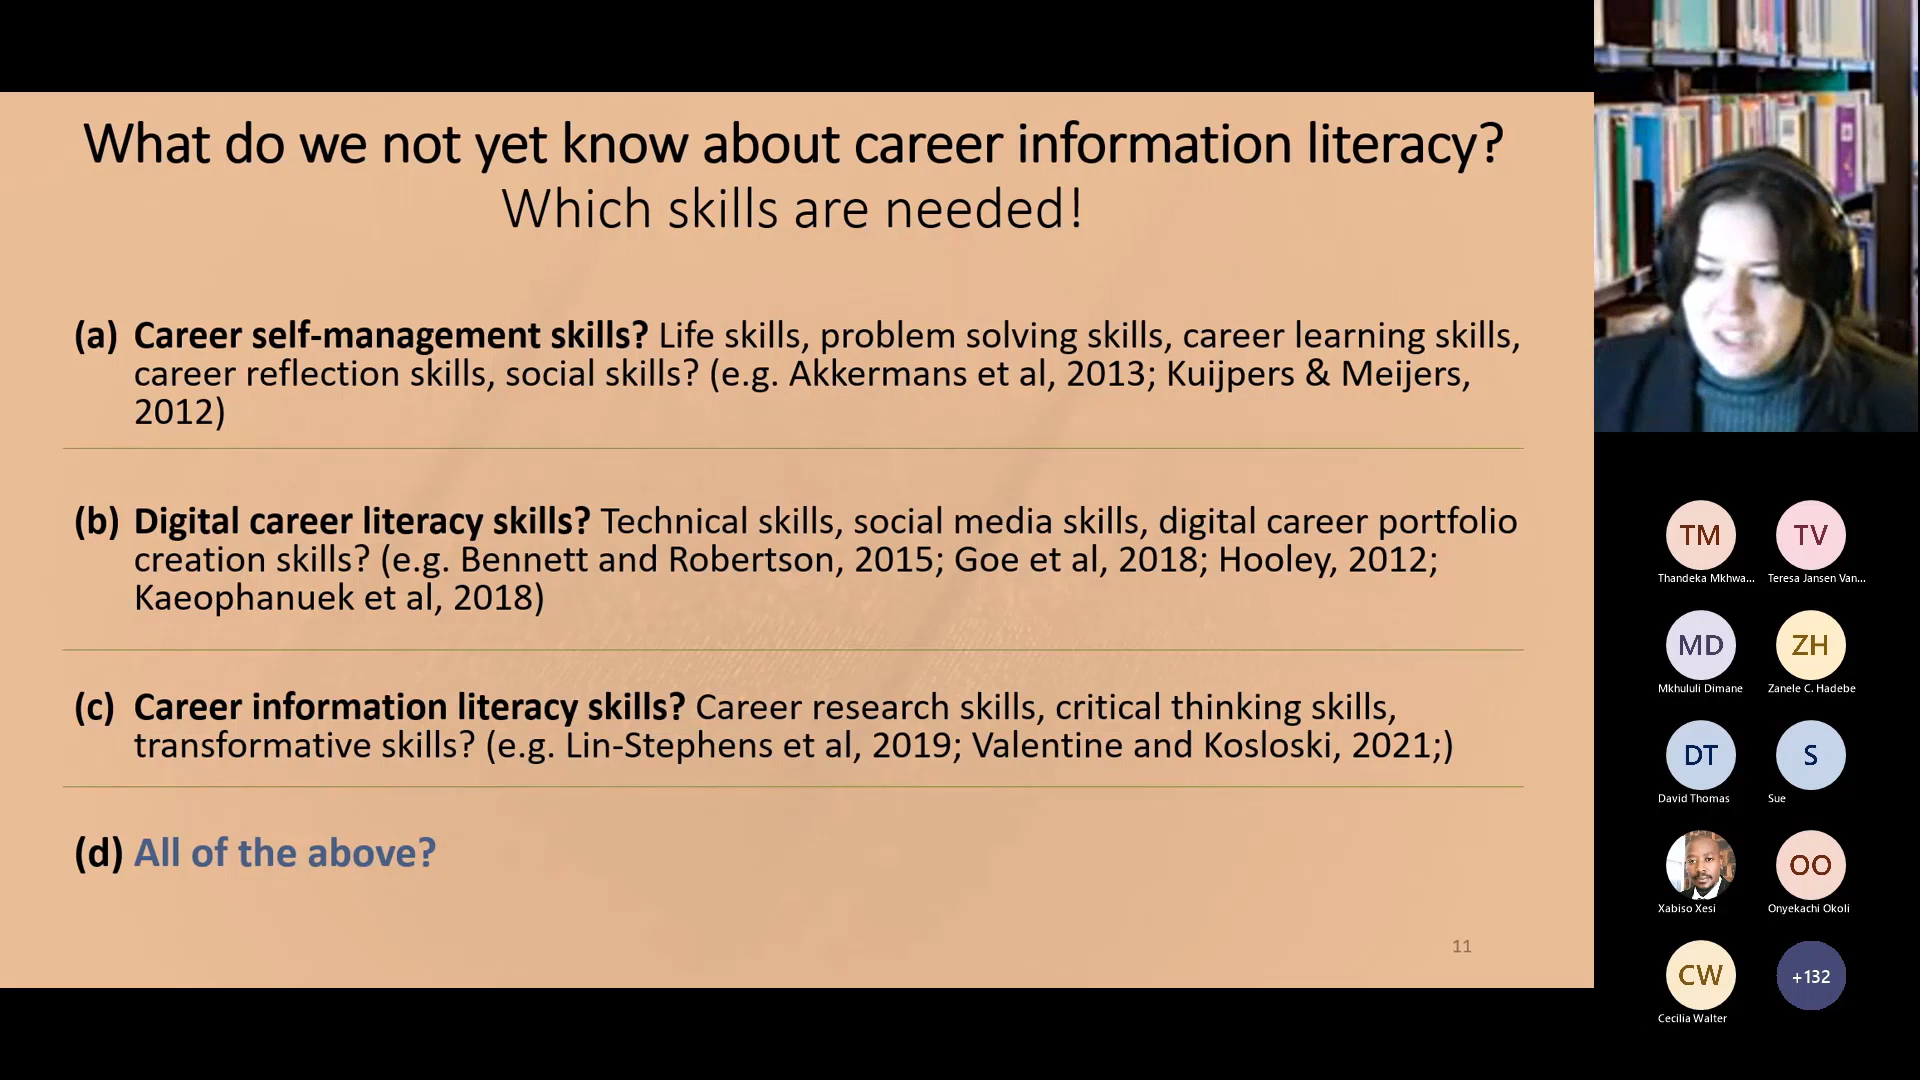 What do we not yet know about career information literacy?
Which skills are needed!
(a) Career self-management skills? Life skills, problem solving skills, career learning skills,
career reflection skills, social skills? (e.g. Akkermans et al, 2013; Kuijpers & Meijers,
2012)
(b) Digital career literacy skills? Technical skills, social media skills, digital career portfolio
creation skills? (e.g. Bennett and Robertson, 2015; Goe et al, 2018; Hooley, 2012;
Kaeophanuek et al, 2018)
(c) Career information literacy skills? Career research skills, critical thinking skills,
transformative skills? (e.g. Lin-Stephens et al, 2019; Valentine and Kosloski, 2021;)
(d) All of the above?
11
TM
Thandeka Mkhwa...
TV
Teresa Jansen Van...
MD
Mkhululi Dimane
ZH
Zanele C. Hadebe
DT
David Thomas
S
Sue
Xabiso Xesi
OO
Onyekachi Okoli
CW
Cecilia Walter
+132